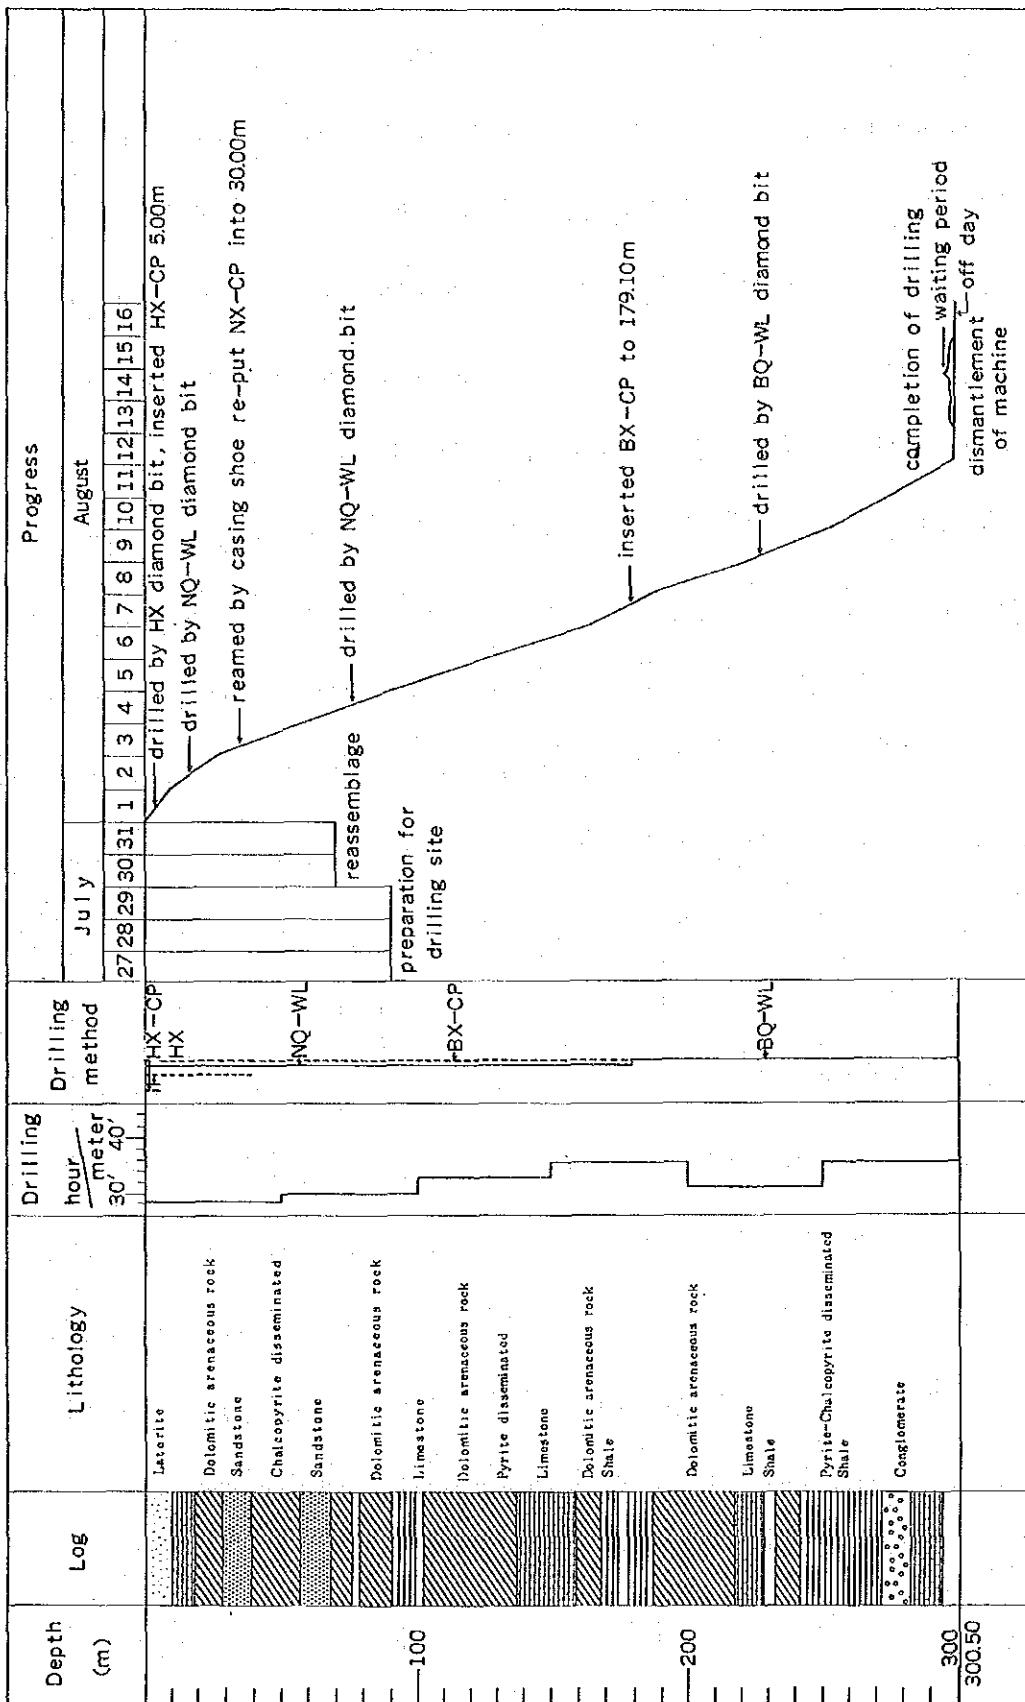 Depth
(m)
Log
Lithology
Drilling
hour/meter
30' 40'
Drilling
method
Progress
July
August
27 28 29 30 31 1 2 3 4 5 6 7 8 9 10 11 12 13 14 15 16
100
200
300
300.50
Laterite
Dolomitic arenaceous rock
Sandstone
Chalcopyrite disseminated
Sandstone
Dolomitic arenaceous rock
Limestone
Dolomitic arenaceous rock
Pyrite disseminated
Limestone
Dolomitic arenaceous rock
Shale
Dolomitic arenaceous rock
Limestone
Shale
Pyrite-Chalcopyrite disseminated
Shale
Conglomerate
HX-CP
HX
NQ-WL
BX-CP
BQ-WL
preparation for
drilling site
reassemblage
drilled by HX diamond bit, inserted HX-CP 5.00m
drilled by NQ-WL diamond bit
reamed by casing shoe re-put NX-CP into 30.00m
drilled by NQ-WL diamond bit
inserted BX-CP to 179.10m
drilled by BQ-WL diamond bit
completion of drilling
waiting period
off day
dismantlement
of machine